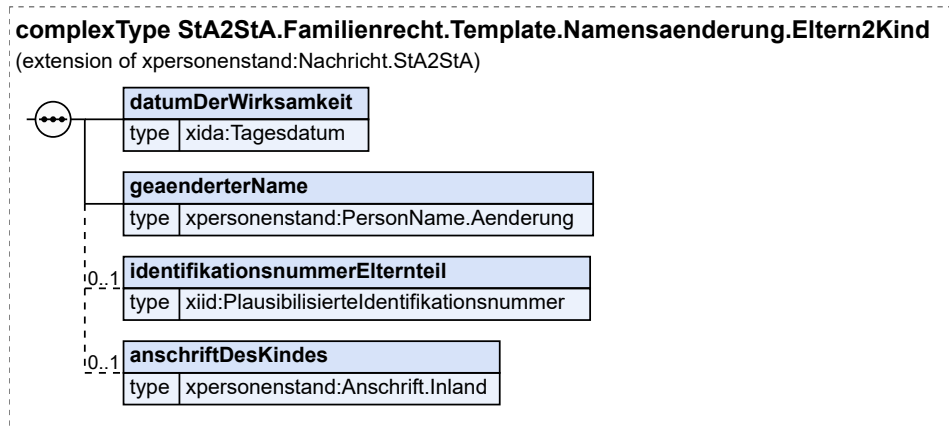 complexType StA2StA.Familienrecht.Template.Namensaenderung.Eltern2Kind
(extension of xpersonenstand:Nachricht.StA2StA)
datumDerWirksamkeit
type xida:Tagesdatum
geaenderterName
type xpersonenstand:PersonName.Aenderung
0..1 identifikationsnummerElternteil
type xiid:PlausibilisierteIdentifikationsnummer
0..1 anschriftDesKindes
type xpersonenstand:Anschrift.Inland